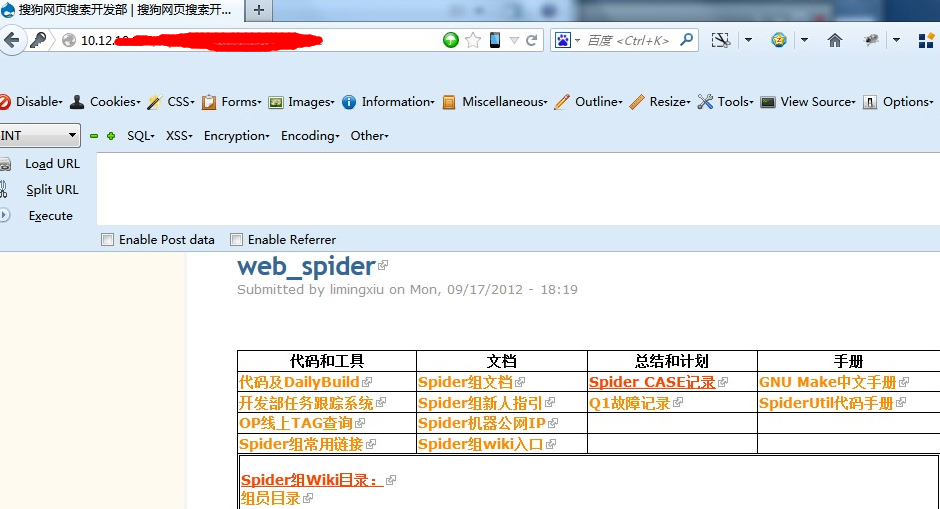 搜狗网页搜索开发部 | 搜狗网页搜索开...
10.12.
百度 <Ctrl+K>
Disable Cookies CSS Forms Images Information Miscellaneous Outline Resize Tools View Source Options
INT SQL XSS Encryption Encoding Other
Load URL
Split URL
Execute
Enable Post data Enable Referrer
web_spider
Submitted by limingxiu on Mon, 09/17/2012 - 18:19
代码和工具 文档 总结和计划 手册
代码及DailyBuild Spider组文档 Spider CASE记录 GNU Make中文手册
开发部任务跟踪系统 Spider组新人指引 Q1故障记录 SpiderUtil代码手册
OP线上TAG查询 Spider机器公网IP
Spider组常用链接 Spider组wiki入口
Spider组Wiki目录：
组员目录